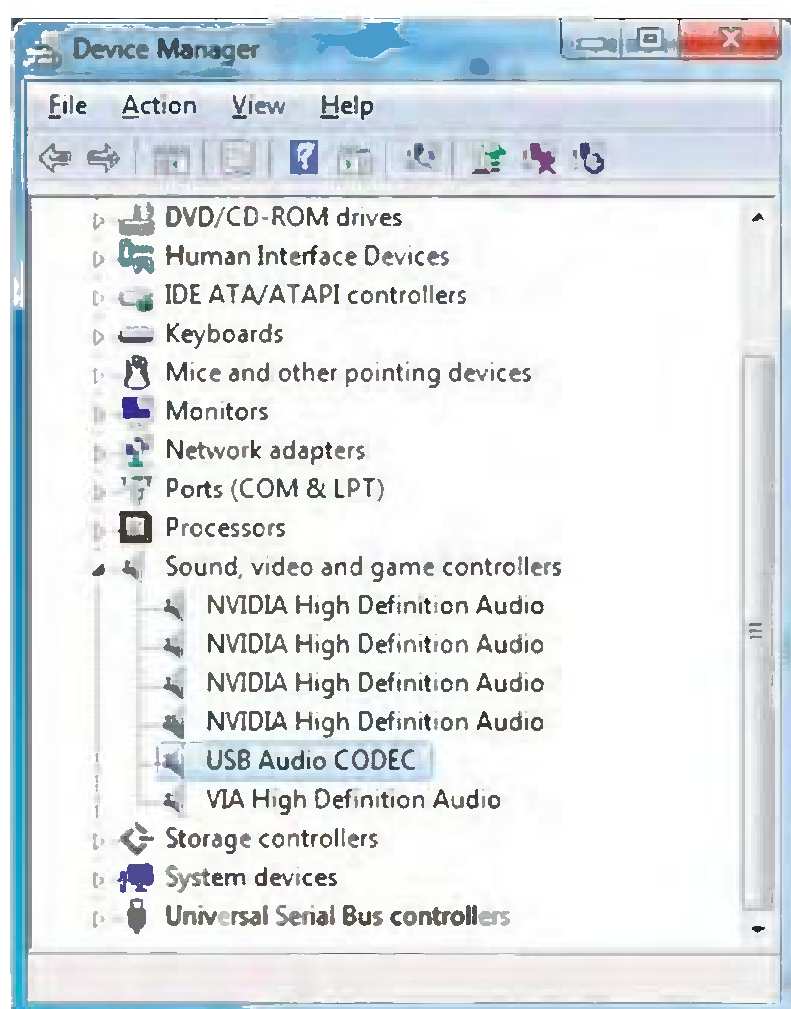 Device Manager
File Action View Help
DVD/CD-ROM drives
Human Interface Devices
IDE ATA/ATAPI controllers
Keyboards
Mice and other pointing devices
Monitors
Network adapters
Ports (COM & LPT)
Processors
Sound, video and game controllers
NVIDIA High Definition Audio
NVIDIA High Definition Audio
NVIDIA High Definition Audio
NVIDIA High Definition Audio
USB Audio CODEC
VIA High Definition Audio
Storage controllers
System devices
Universal Serial Bus controllers